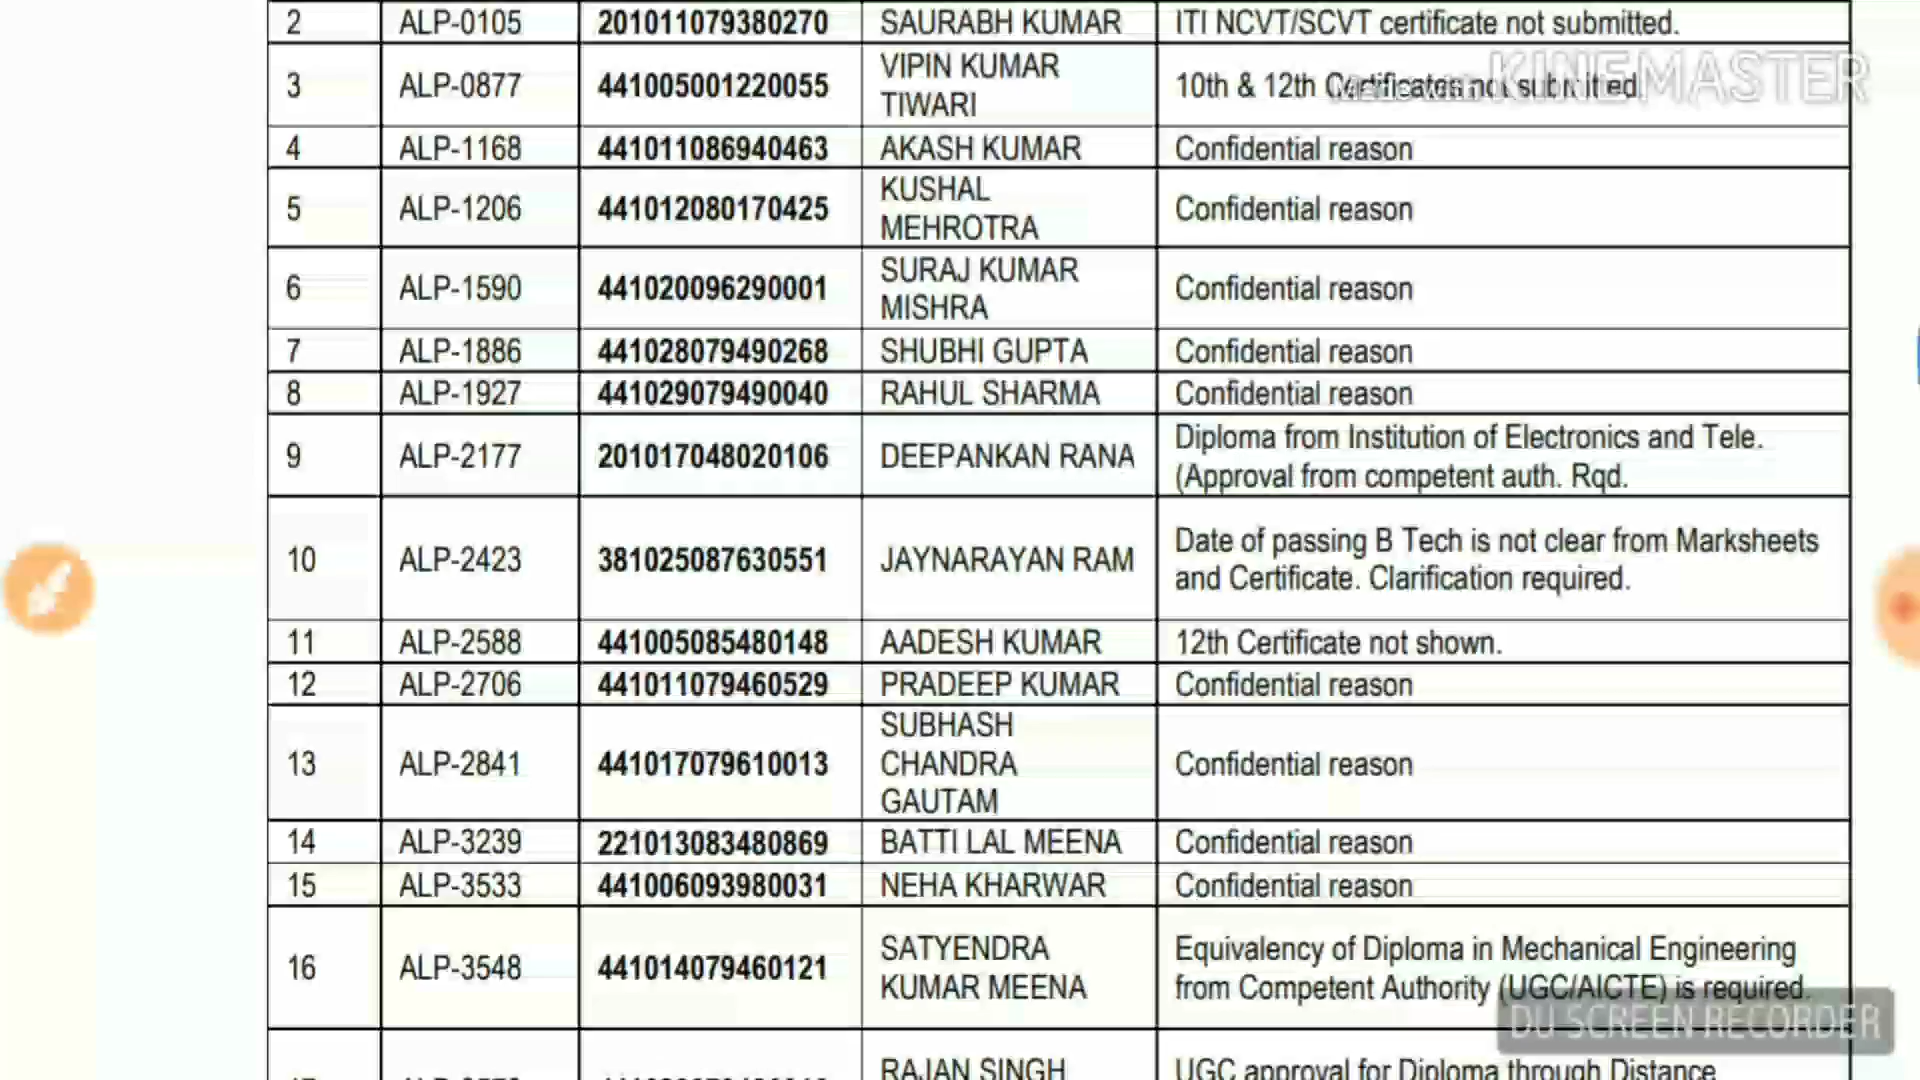 2 ALP-0105 201011079380270 SAURABH KUMAR ITI NCVT/SCVT certificate not submitted.
3 ALP-0877 441005001220055 VIPIN KUMAR TIWARI 10th & 12th Certificates not submitted.
KINEMASTER
4 ALP-1168 441011086940463 AKASH KUMAR Confidential reason
5 ALP-1206 441012080170425 KUSHAL MEHROTRA Confidential reason
6 ALP-1590 441020096290001 SURAJ KUMAR MISHRA Confidential reason
7 ALP-1886 441028079490268 SHUBHI GUPTA Confidential reason
8 ALP-1927 441029079490040 RAHUL SHARMA Confidential reason
9 ALP-2177 201017048020106 DEEPANKAN RANA Diploma from Institution of Electronics and Tele.
(Approval from competent auth. Rqd.
10 ALP-2423 381025087630551 JAYNARAYAN RAM Date of passing B Tech is not clear from Marksheets
and Certificate. Clarification required.
11 ALP-2588 441005085480148 AADESH KUMAR 12th Certificate not shown.
12 ALP-2706 441011079460529 PRADEEP KUMAR Confidential reason
13 ALP-2841 441017079610013 SUBHASH CHANDRA GAUTAM Confidential reason
14 ALP-3239 221013083480869 BATTI LAL MEENA Confidential reason
15 ALP-3533 441006093980031 NEHA KHARWAR Confidential reason
16 ALP-3548 441014079460121 SATYENDRA KUMAR MEENA Equivalency of Diploma in Mechanical Engineering
from Competent Authority (UGC/AICTE) is required.
DU SCREEN RECORDER
RAJAN SINGH UGC approval for Diploma through Distance